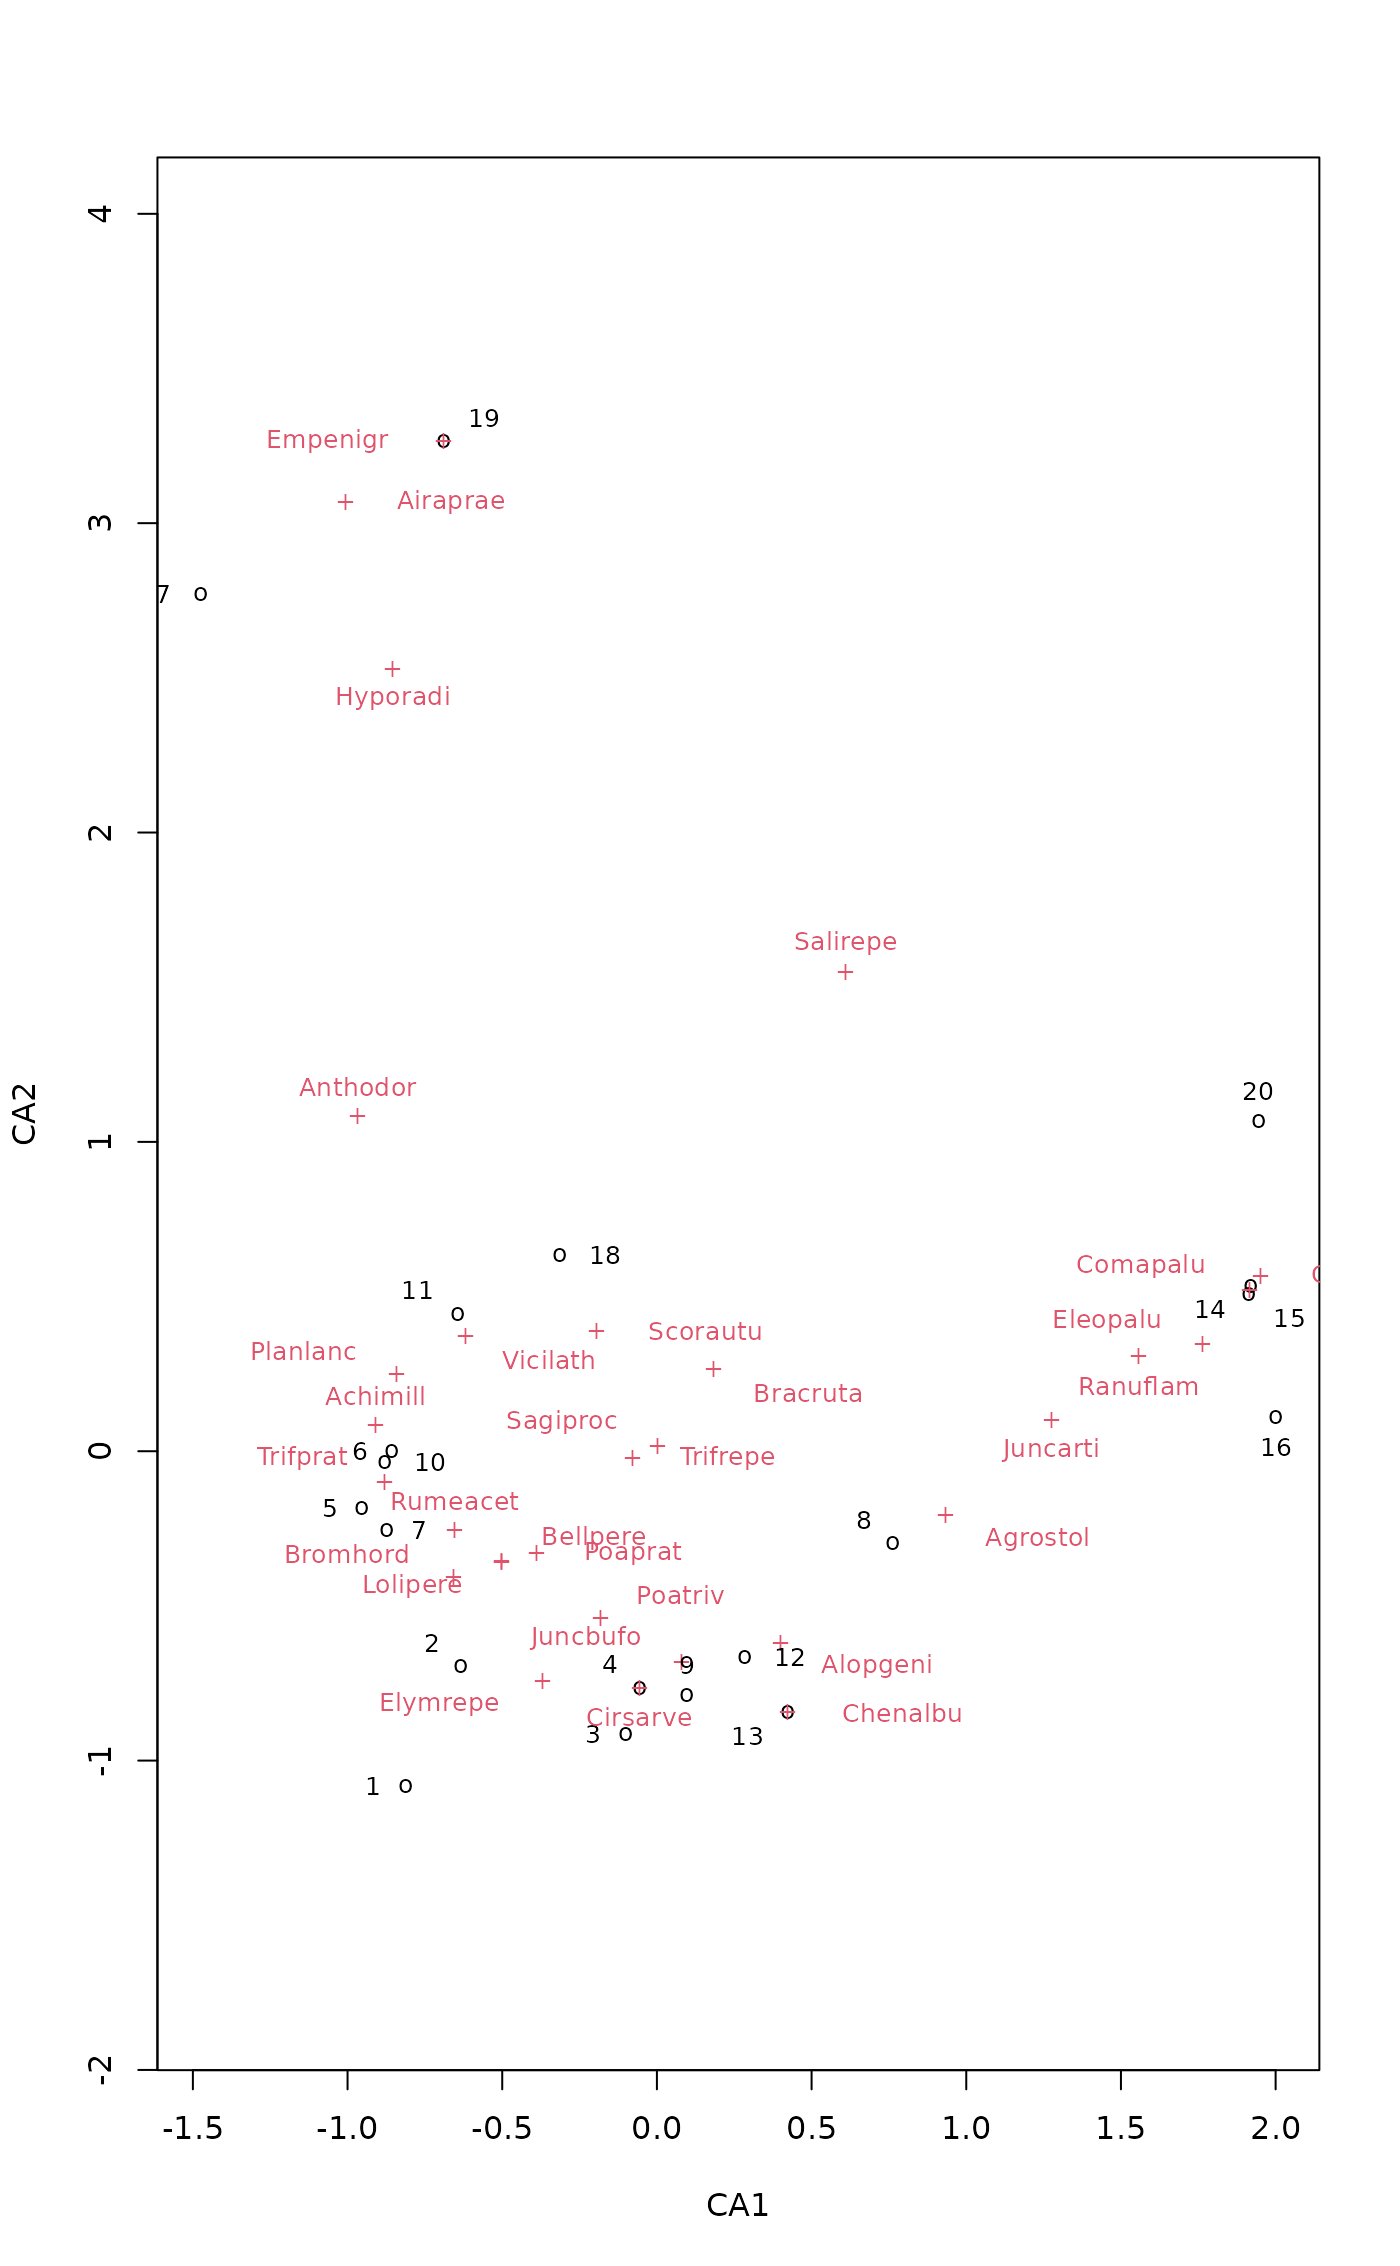 4
19
Empenigr
Airaprae
3
7
Hyporadi
2
Salirepe
Anthodor
20
CA2
1
18
Comapalu
11
14
15
Eleopalu
Scorautu
Planlanc
Vicilath
Ranuflam
Achimill
Bracruta
Sagiproc
Juncarti
16
0
Trifprat
6
10
Trifrepe
Rumeacet
5
7
8
Bellpere
Agrostol
Bromhord
Poaprat
Lolipere
Poatriv
2
Juncbufo
4
9
12
Alopgeni
Elymrepe
Cirsarve
Chenalbu
3
13
-1
1
-2
-1.5 -1.0 -0.5 0.0 0.5 1.0 1.5 2.0
CA1